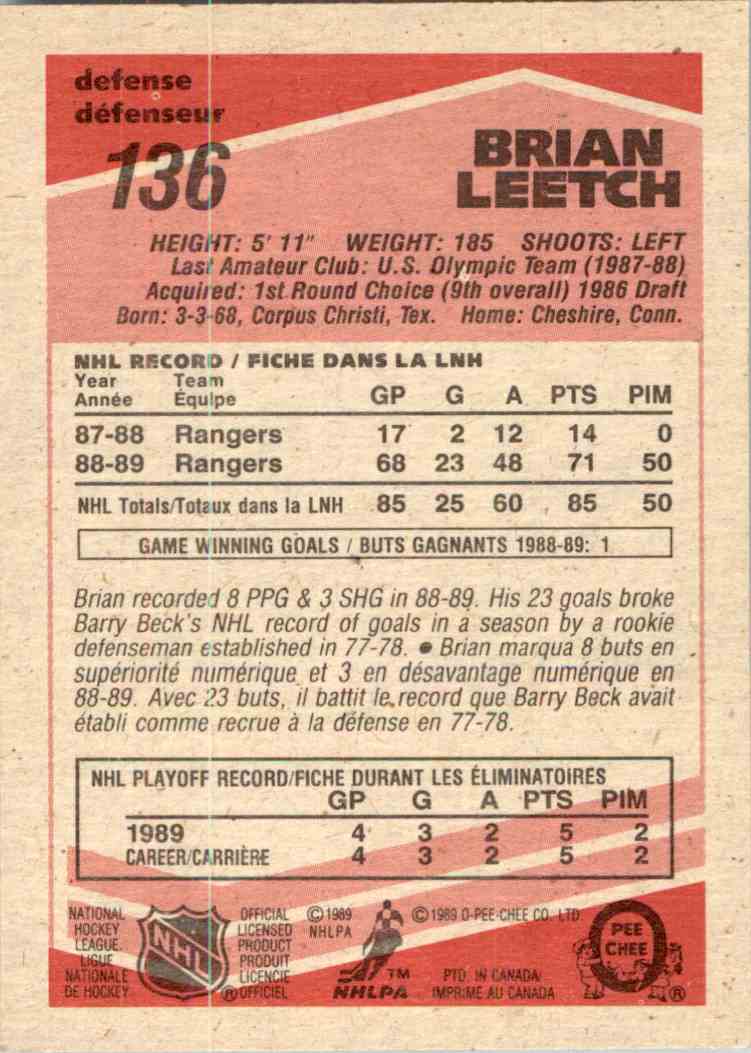 defense
défenseur
136
BRIAN
LEETCH
HEIGHT: 5' 11" WEIGHT: 185 SHOOTS: LEFT
Last Amateur Club: U.S. Olympic Team (1987-88)
Acquired: 1st Round Choice (9th overall) 1986 Draft
Born: 3-3-68, Corpus Christi, Tex. Home: Cheshire, Conn.
NHL RECORD / FICHE DANS LA LNH
Year Team
Année Équipe GP G A PTS PIM
87-88 Rangers 17 2 12 14 0
88-89 Rangers 68 23 48 71 50
NHL Totals/Totaux dans la LNH 85 25 60 85 50
GAME WINNING GOALS / BUTS GAGNANTS 1988-89: 1
Brian recorded 8 PPG & 3 SHG in 88-89. His 23 goals broke
Barry Beck's NHL record of goals in a season by a rookie
defenseman established in 77-78. ● Brian marqua 8 buts en
supériorité numérique et 3 en désavantage numérique en
88-89. Avec 23 buts, il battit le record que Barry Beck avait
établi comme recrue à la défense en 77-78.
NHL PLAYOFF RECORD/FICHE DURANT LES ÉLIMINATOIRES
GP G A PTS PIM
1989 4 3 2 5 2
CAREER/CARRIÈRE 4 3 2 5 2
NATIONAL
HOCKEY
LEAGUE.
LIGUE
NATIONALE
DE HOCKEY
NHL
OFFICIAL
LICENSED
PRODUCT
PRODUIT
LICENCIE
® OFFICIEL
© 1989
NHLPA
TM
NHLPA
© 1989 O-PEE-CHEE CO. LTD.
PTD. IN CANADA
IMPRIME AU CANADA
PEE
CHEE
®